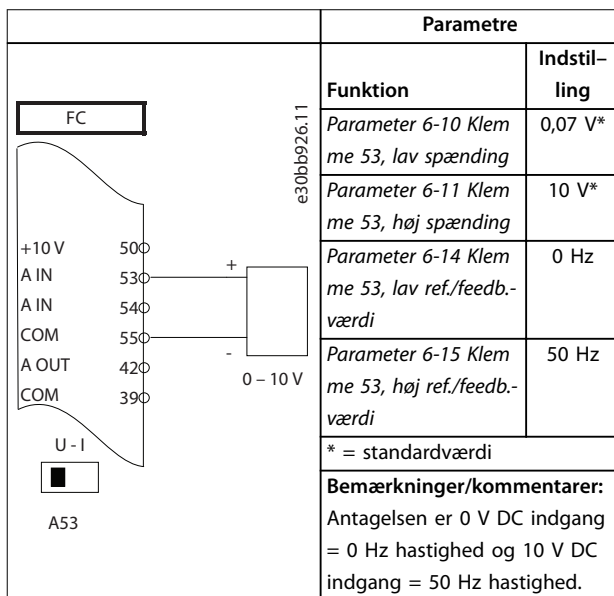 FC
+10 V 50
A IN 53
A IN 54
COM 55
A OUT 42
COM 39
+
-
0 – 10 V
U - I
A53
e30bb926.11
Parametre
Funktion
Indstil–
ling
Parameter 6-10 Klem
me 53, lav spænding
0,07 V*
Parameter 6-11 Klem
me 53, høj spænding
10 V*
Parameter 6-14 Klem
me 53, lav ref./feedb.-
værdi
0 Hz
Parameter 6-15 Klem
me 53, høj ref./feedb.-
værdi
50 Hz
* = standardværdi
Bemærkninger/kommentarer:
Antagelsen er 0 V DC indgang
= 0 Hz hastighed og 10 V DC
indgang = 50 Hz hastighed.